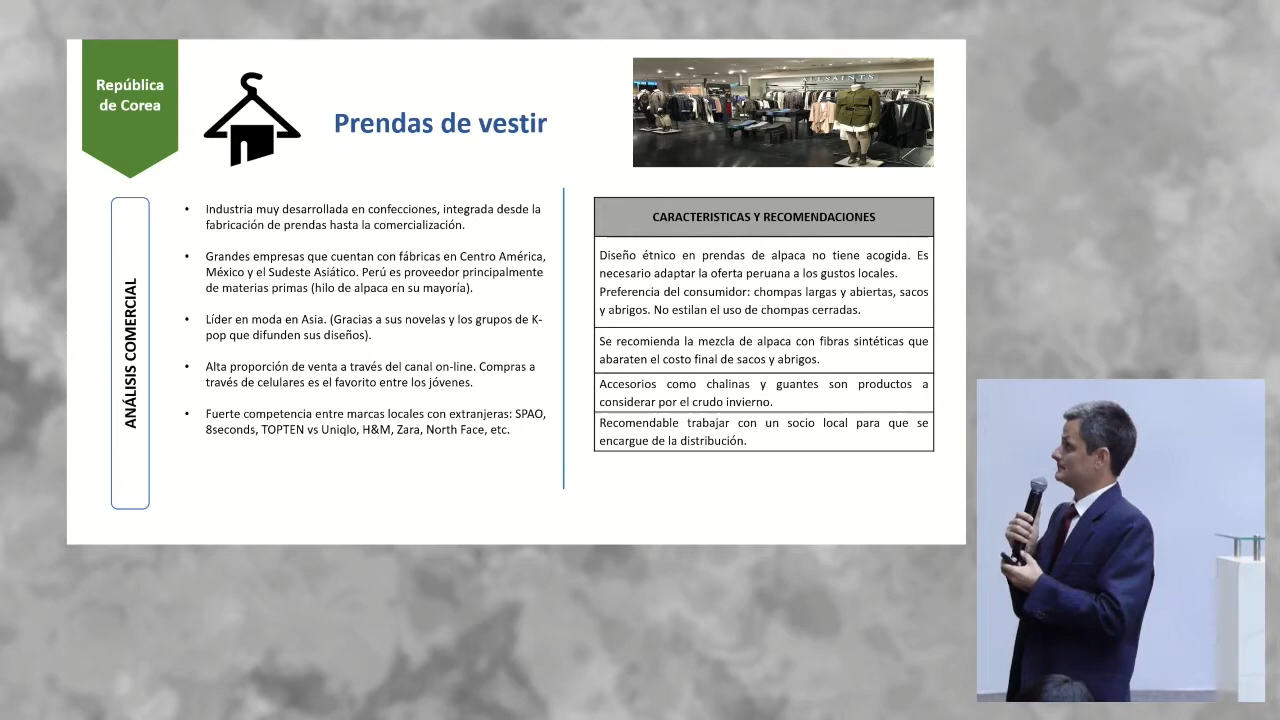 República
de Corea
Prendas de vestir
ALLSAINTS
ANÁLISIS COMERCIAL
• Industria muy desarrollada en confecciones, integrada desde la
fabricación de prendas hasta la comercialización.
• Grandes empresas que cuentan con fábricas en Centro América,
México y el Sudeste Asiático. Perú es proveedor principalmente
de materias primas (hilo de alpaca en su mayoría).
• Líder en moda en Asia. (Gracias a sus novelas y los grupos de K-
pop que difunden sus diseños).
• Alta proporción de venta a través del canal on-line. Compras a
través de celulares es el favorito entre los jóvenes.
• Fuerte competencia entre marcas locales con extranjeras: SPAO,
8seconds, TOPTEN vs Uniqlo, H&M, Zara, North Face, etc.
CARACTERISTICAS Y RECOMENDACIONES
Diseño étnico en prendas de alpaca no tiene acogida. Es
necesario adaptar la oferta peruana a los gustos locales.
Preferencia del consumidor: chompas largas y abiertas, sacos
y abrigos. No estilan el uso de chompas cerradas.
Se recomienda la mezcla de alpaca con fibras sintéticas que
abaraten el costo final de sacos y abrigos.
Accesorios como chalinas y guantes son productos a
considerar por el crudo invierno.
Recomendable trabajar con un socio local para que se
encargue de la distribución.